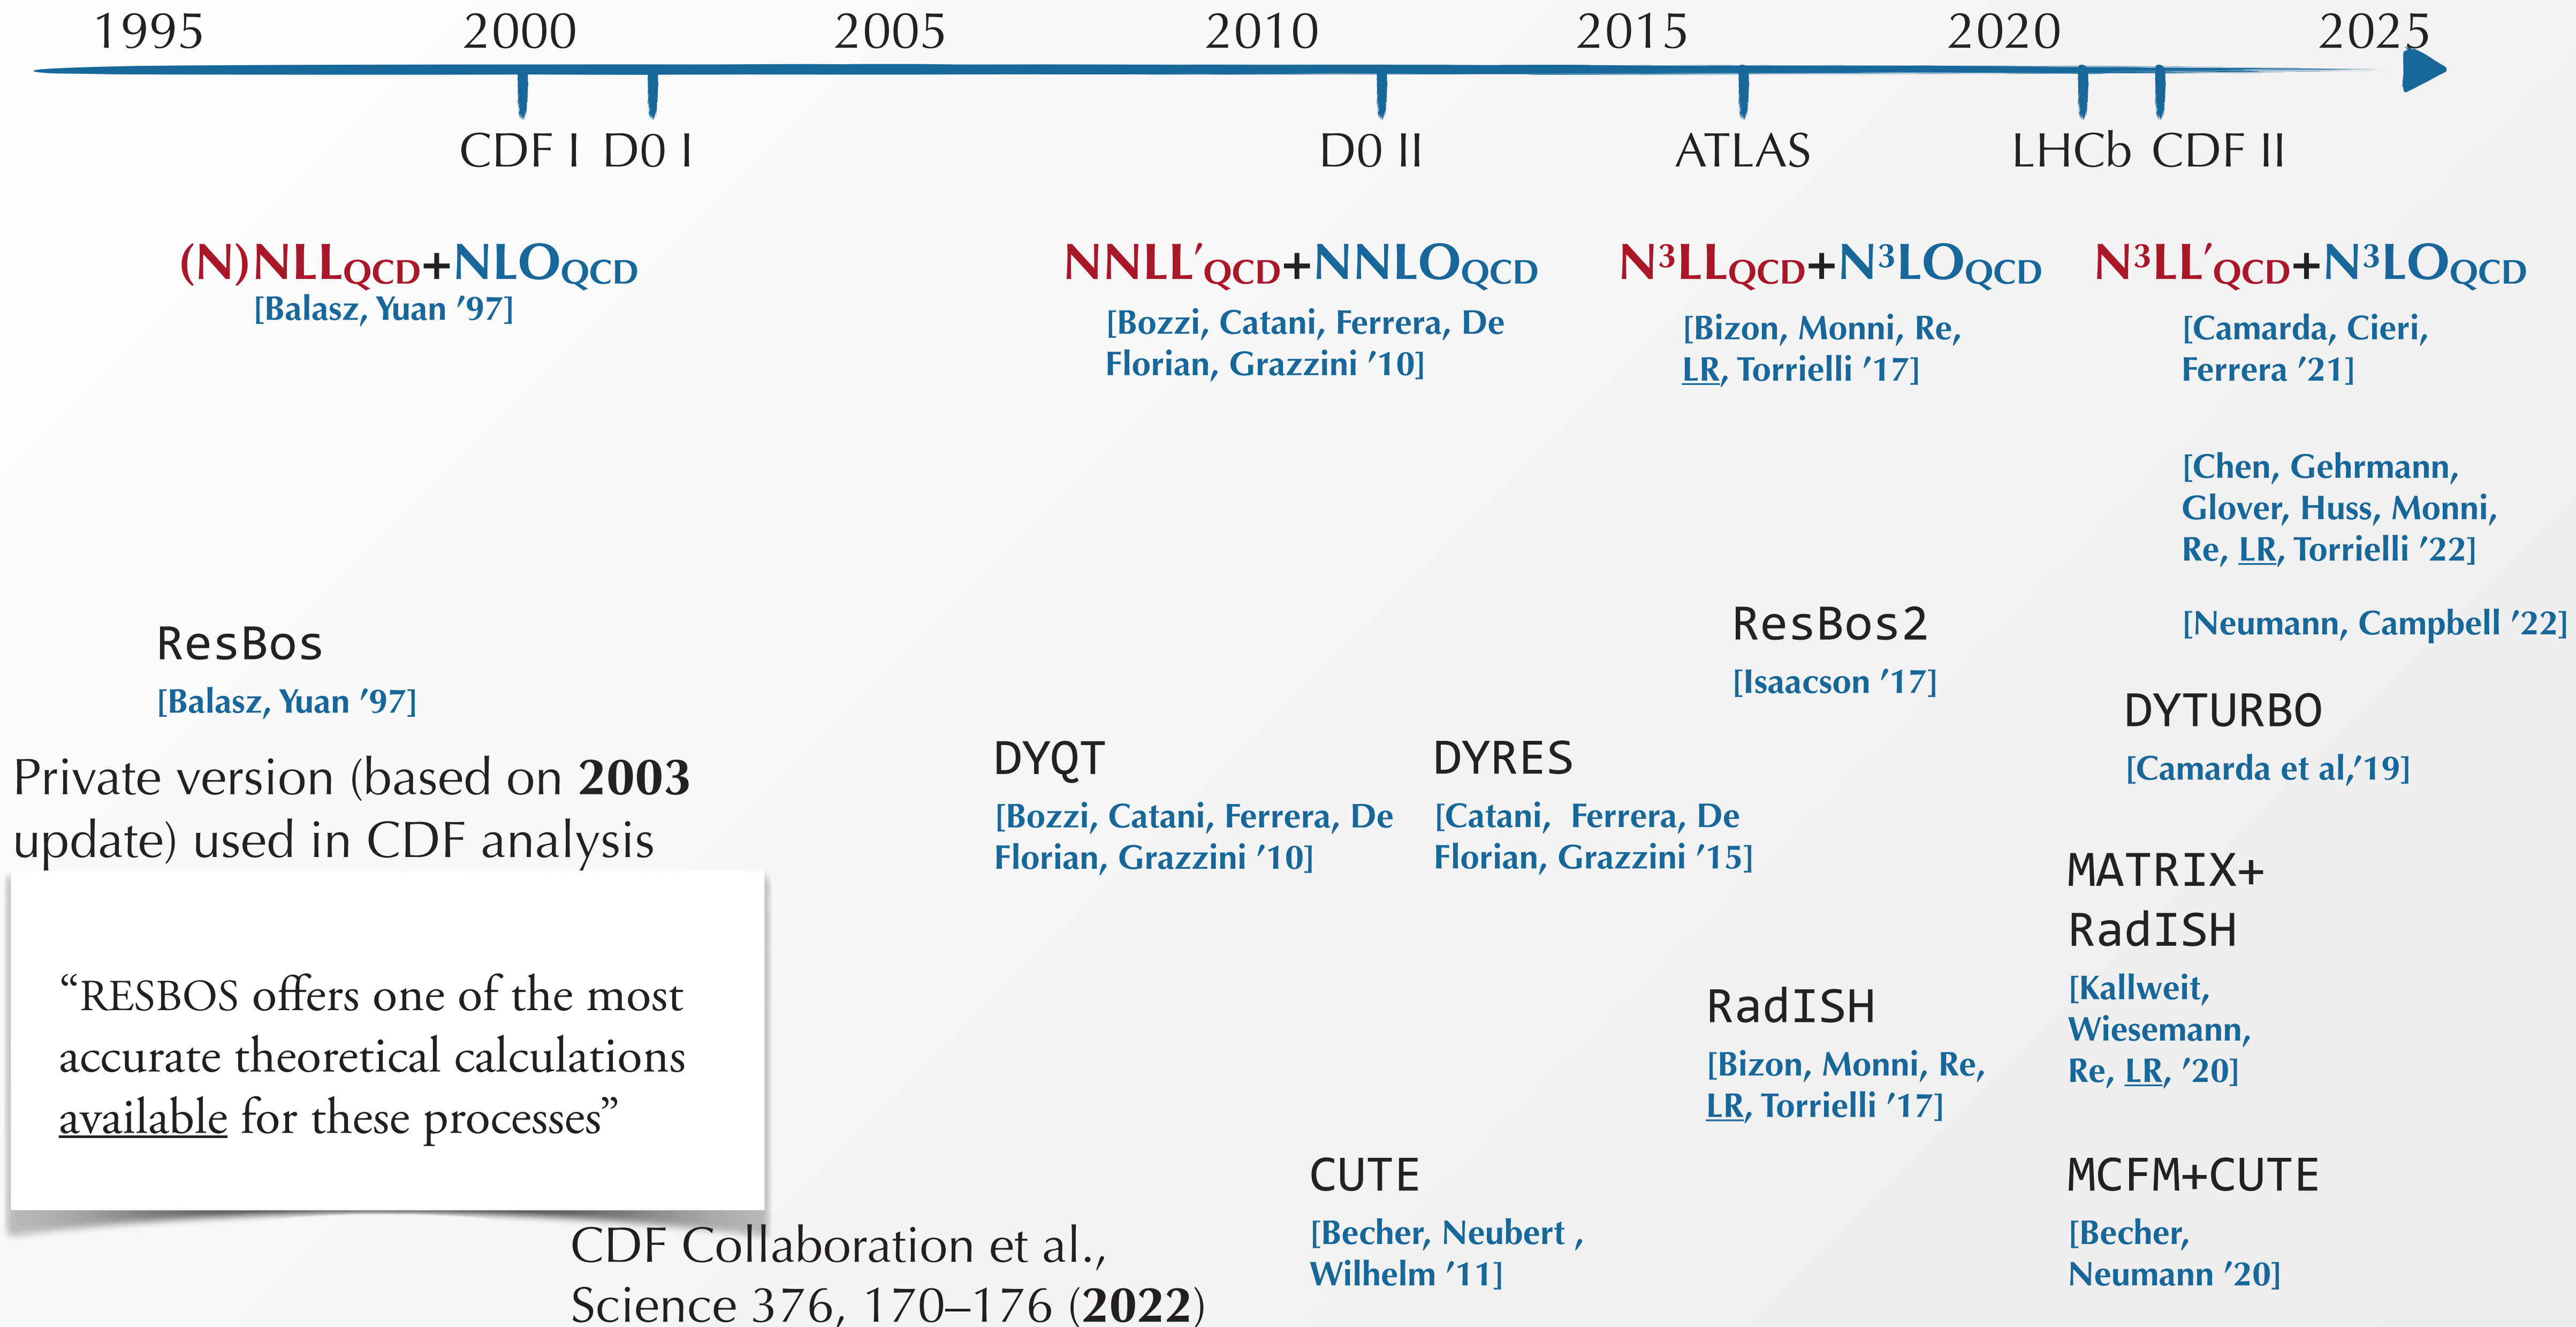 1995 2000 2005 2010 2015 2020 2025
CDF I D0 I D0 II ATLAS LHCb CDF II
(N)NLLQCD+NLOQCD
[Balasz, Yuan ’97]
NNLL′QCD+NNLOQCD
[Bozzi, Catani, Ferrera, De
Florian, Grazzini ’10]
N³LLQCD+N³LOQCD
[Bizon, Monni, Re,
LR, Torrielli ’17]
N³LL′QCD+N³LOQCD
[Camarda, Cieri,
Ferrera ’21]
[Chen, Gehrmann,
Glover, Huss, Monni,
Re, LR, Torrielli ’22]
[Neumann, Campbell ’22]
ResBos
[Balasz, Yuan ’97]
Private version (based on 2003
update) used in CDF analysis
“RESBOS offers one of the most
accurate theoretical calculations
available for these processes”
CDF Collaboration et al.,
Science 376, 170–176 (2022)
DYQT
[Bozzi, Catani, Ferrera, De
Florian, Grazzini ’10]
DYRES
[Catani, Ferrera, De
Florian, Grazzini ’15]
CUTE
[Becher, Neubert ,
Wilhelm ’11]
ResBos2
[Isaacson ’17]
RadISH
[Bizon, Monni, Re,
LR, Torrielli ’17]
DYTURBO
[Camarda et al,’19]
MATRIX+
RadISH
[Kallweit,
Wiesemann,
Re, LR, ’20]
MCFM+CUTE
[Becher,
Neumann ’20]